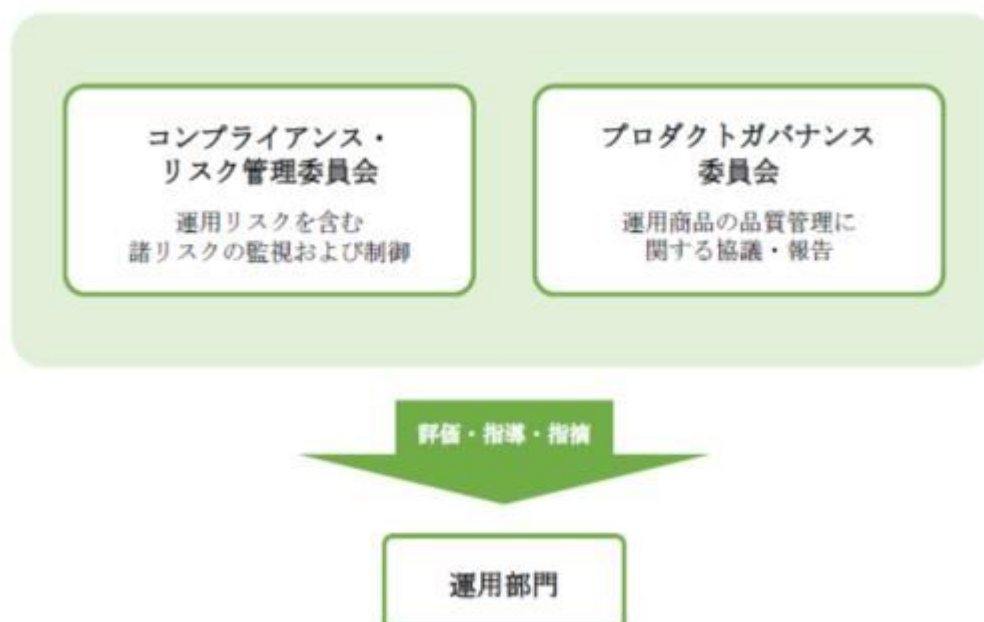 コンプライアンス・
リスク管理委員会
運用リスクを含む
諸リスクの監視および制御
プロダクトガバナンス
委員会
運用商品の品質管理に
関する協議・報告
評価・指導・指摘
運用部門